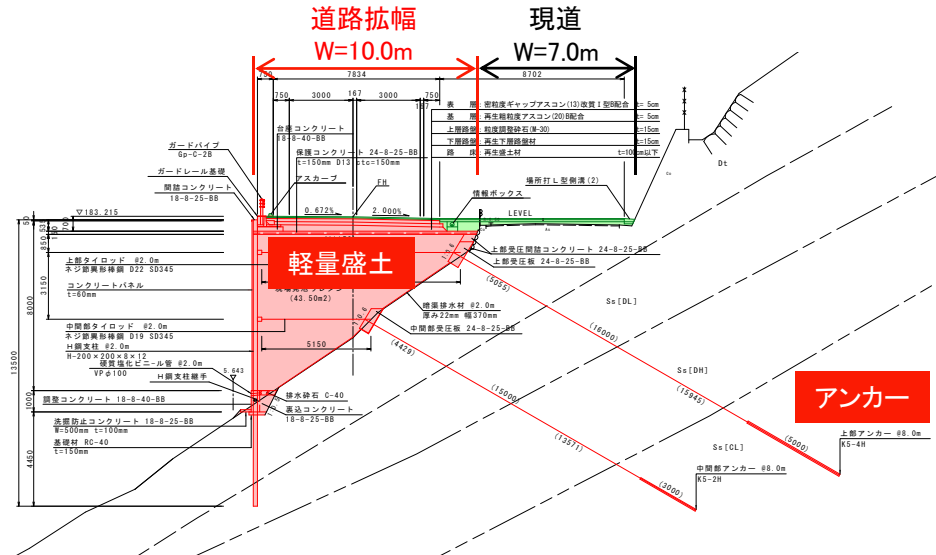 道路拡幅
W=10.0m
現道
W=7.0m
750
7834
8702
750
3000
167
3000
750
167
表　層　密粒度ギャップアスコン(13)改質Ⅰ型B配合　t= 5cm
基　層　再生粗粒度アスコン(20)B配合　t= 5cm
上層路盤　粒度調整砕石(M-30)　t=15cm
下層路盤　再生下層路盤材　t=15cm
路　床　再生盛土材　t=100cm以下
台座コンクリート
18-8-40-BB
保護コンクリート 24-8-25-BB
t=150mm D13 ctc=150mm
ガードパイプ
Gp-C-2B
ガードレール基礎
アスカーブ
FH
間詰コンクリート
18-8-25-BB
場所打L型側溝(2)
情報ボックス
Dt
▽183.215
0.672%
2.000%
LEVEL
50
700
850
3150
8000
13500
1000
4450
軽量盛土
(43.50m2)
上部タイロッド @2.0m
ネジ節異形棒鋼 D22 SD345
コンクリートパネル
t=60mm
中間部タイロッド @2.0m
ネジ節異形棒鋼 D19 SD345
H鋼支柱 @2.0m
H-200×200×8×12
硬質塩化ビニール管 @2.0m
VPφ100
H鋼支柱継手
5.643
5150
調整コンクリート 18-8-40-BB
洗掘防止コンクリート 18-8-25-BB
W=500mm t=100mm
基礎材 RC-40
t=150mm
排水砕石 C-40
裏込コンクリート
18-8-25-BB
上部受圧間詰コンクリート 24-8-25-BB
上部受圧板 24-8-25-BB
暗渠排水材 @2.0m
厚み22mm 幅370mm
中間部受圧板 24-8-25-BB
(5055)
(16000)
(15945)
(5000)
(4429)
(15000)
(13571)
(3000)
Ss[DL]
Ss[DH]
Ss[CL]
アンカー
上部アンカー @8.0m
K5-4H
中間部アンカー @8.0m
K5-2H